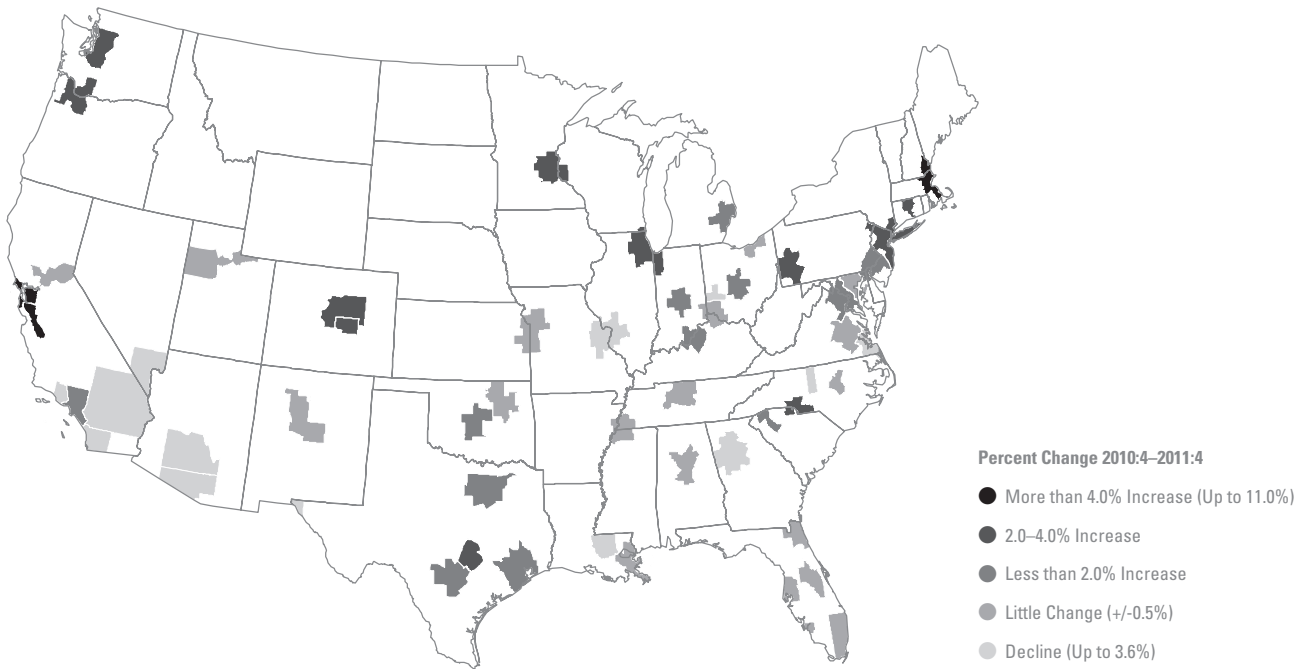 Percent Change 2010:4–2011:4
More than 4.0% Increase (Up to 11.0%)
2.0–4.0% Increase
Less than 2.0% Increase
Little Change (+/-0.5%)
Decline (Up to 3.6%)